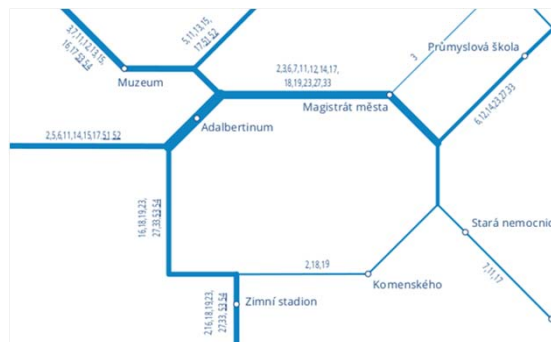 3,7,11,12,13,15,
16,17,53,54
5,11,13,15,
17,51,52
Muzeum
2,3,6,7,11,12,14,17,
18,19,23,27,33
3
Průmyslová škola
Magistrát města
6,12,14,23,27,33
Adalbertinum
2,5,6,11,14,15,17,51,52
16,18,19,23,
27,33,53,54
Stará nemocnic
7,11,17
2,18,19
Komenského
2,16,18,19,23,
27,33, 53,54
Zimní stadion